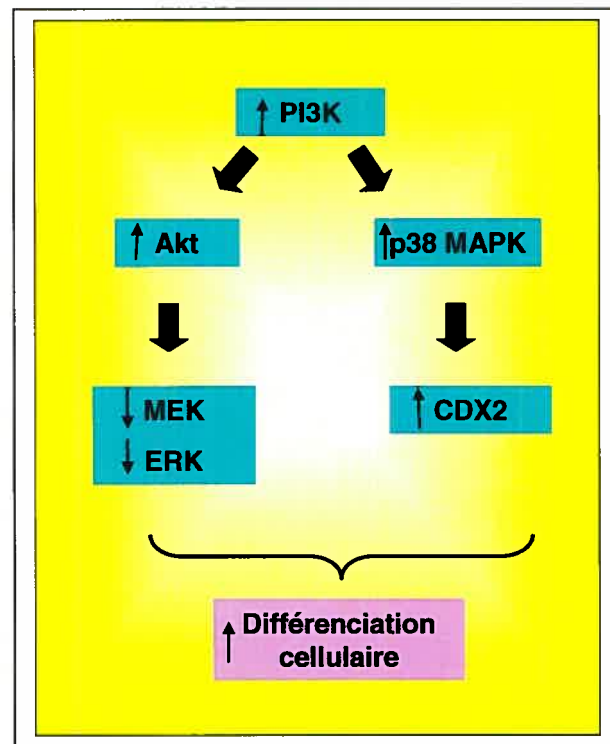 ↑ PI3K
↑ Akt
↑p38 MAPK
↓ MEK
↓ ERK
↑ CDX2
↑ Différenciation
cellulaire